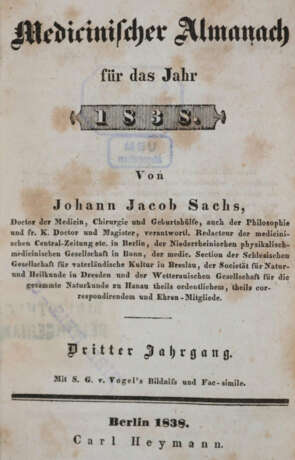 Medicinischer Almanach
für das Jahr
1838.
Von
Johann Jacob Sachs,
Doctor der Medicin, Chirurgie und Geburtshülfe, auch der Philosophie
und fr. K. Doctor und Magister, verantwortl. Redacteur der medicini-
schen Central-Zeitung etc. in Berlin, der Niederrheinischen physikalisch-
medicinischen Gesellschaft in Bonn, der medic. Section der Schlesischen
Gesellschaft für vaterländische Kultur in Breslau, der Societät für Natur-
und Heilkunde in Dresden und der Wetterauischen Gesellschaft für die
gesammte Naturkunde zu Hanau theils ordentlichem, theils cor-
respondirendem und Ehren-Mitgliede.
Dritter Jahrgang.
Mit S. G. v. Vogel's Bildnifs und Fac-simile.
Berlin 1838.
Carl Heymann.